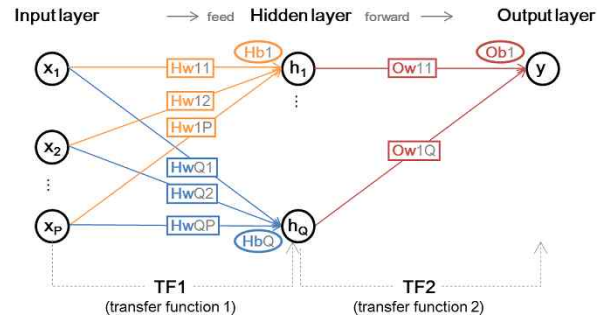 Input layer → feed Hidden layer forward → Output layer
Hb1 Ob1
x1 Hw11 h1 Ow11 y
Hw12 ⋮
Hw1P
x2 Ow1Q
⋮ HwQ1
HwQ2
xP HwQP hQ
HbQ
TF1 TF2
(transfer function 1) (transfer function 2)